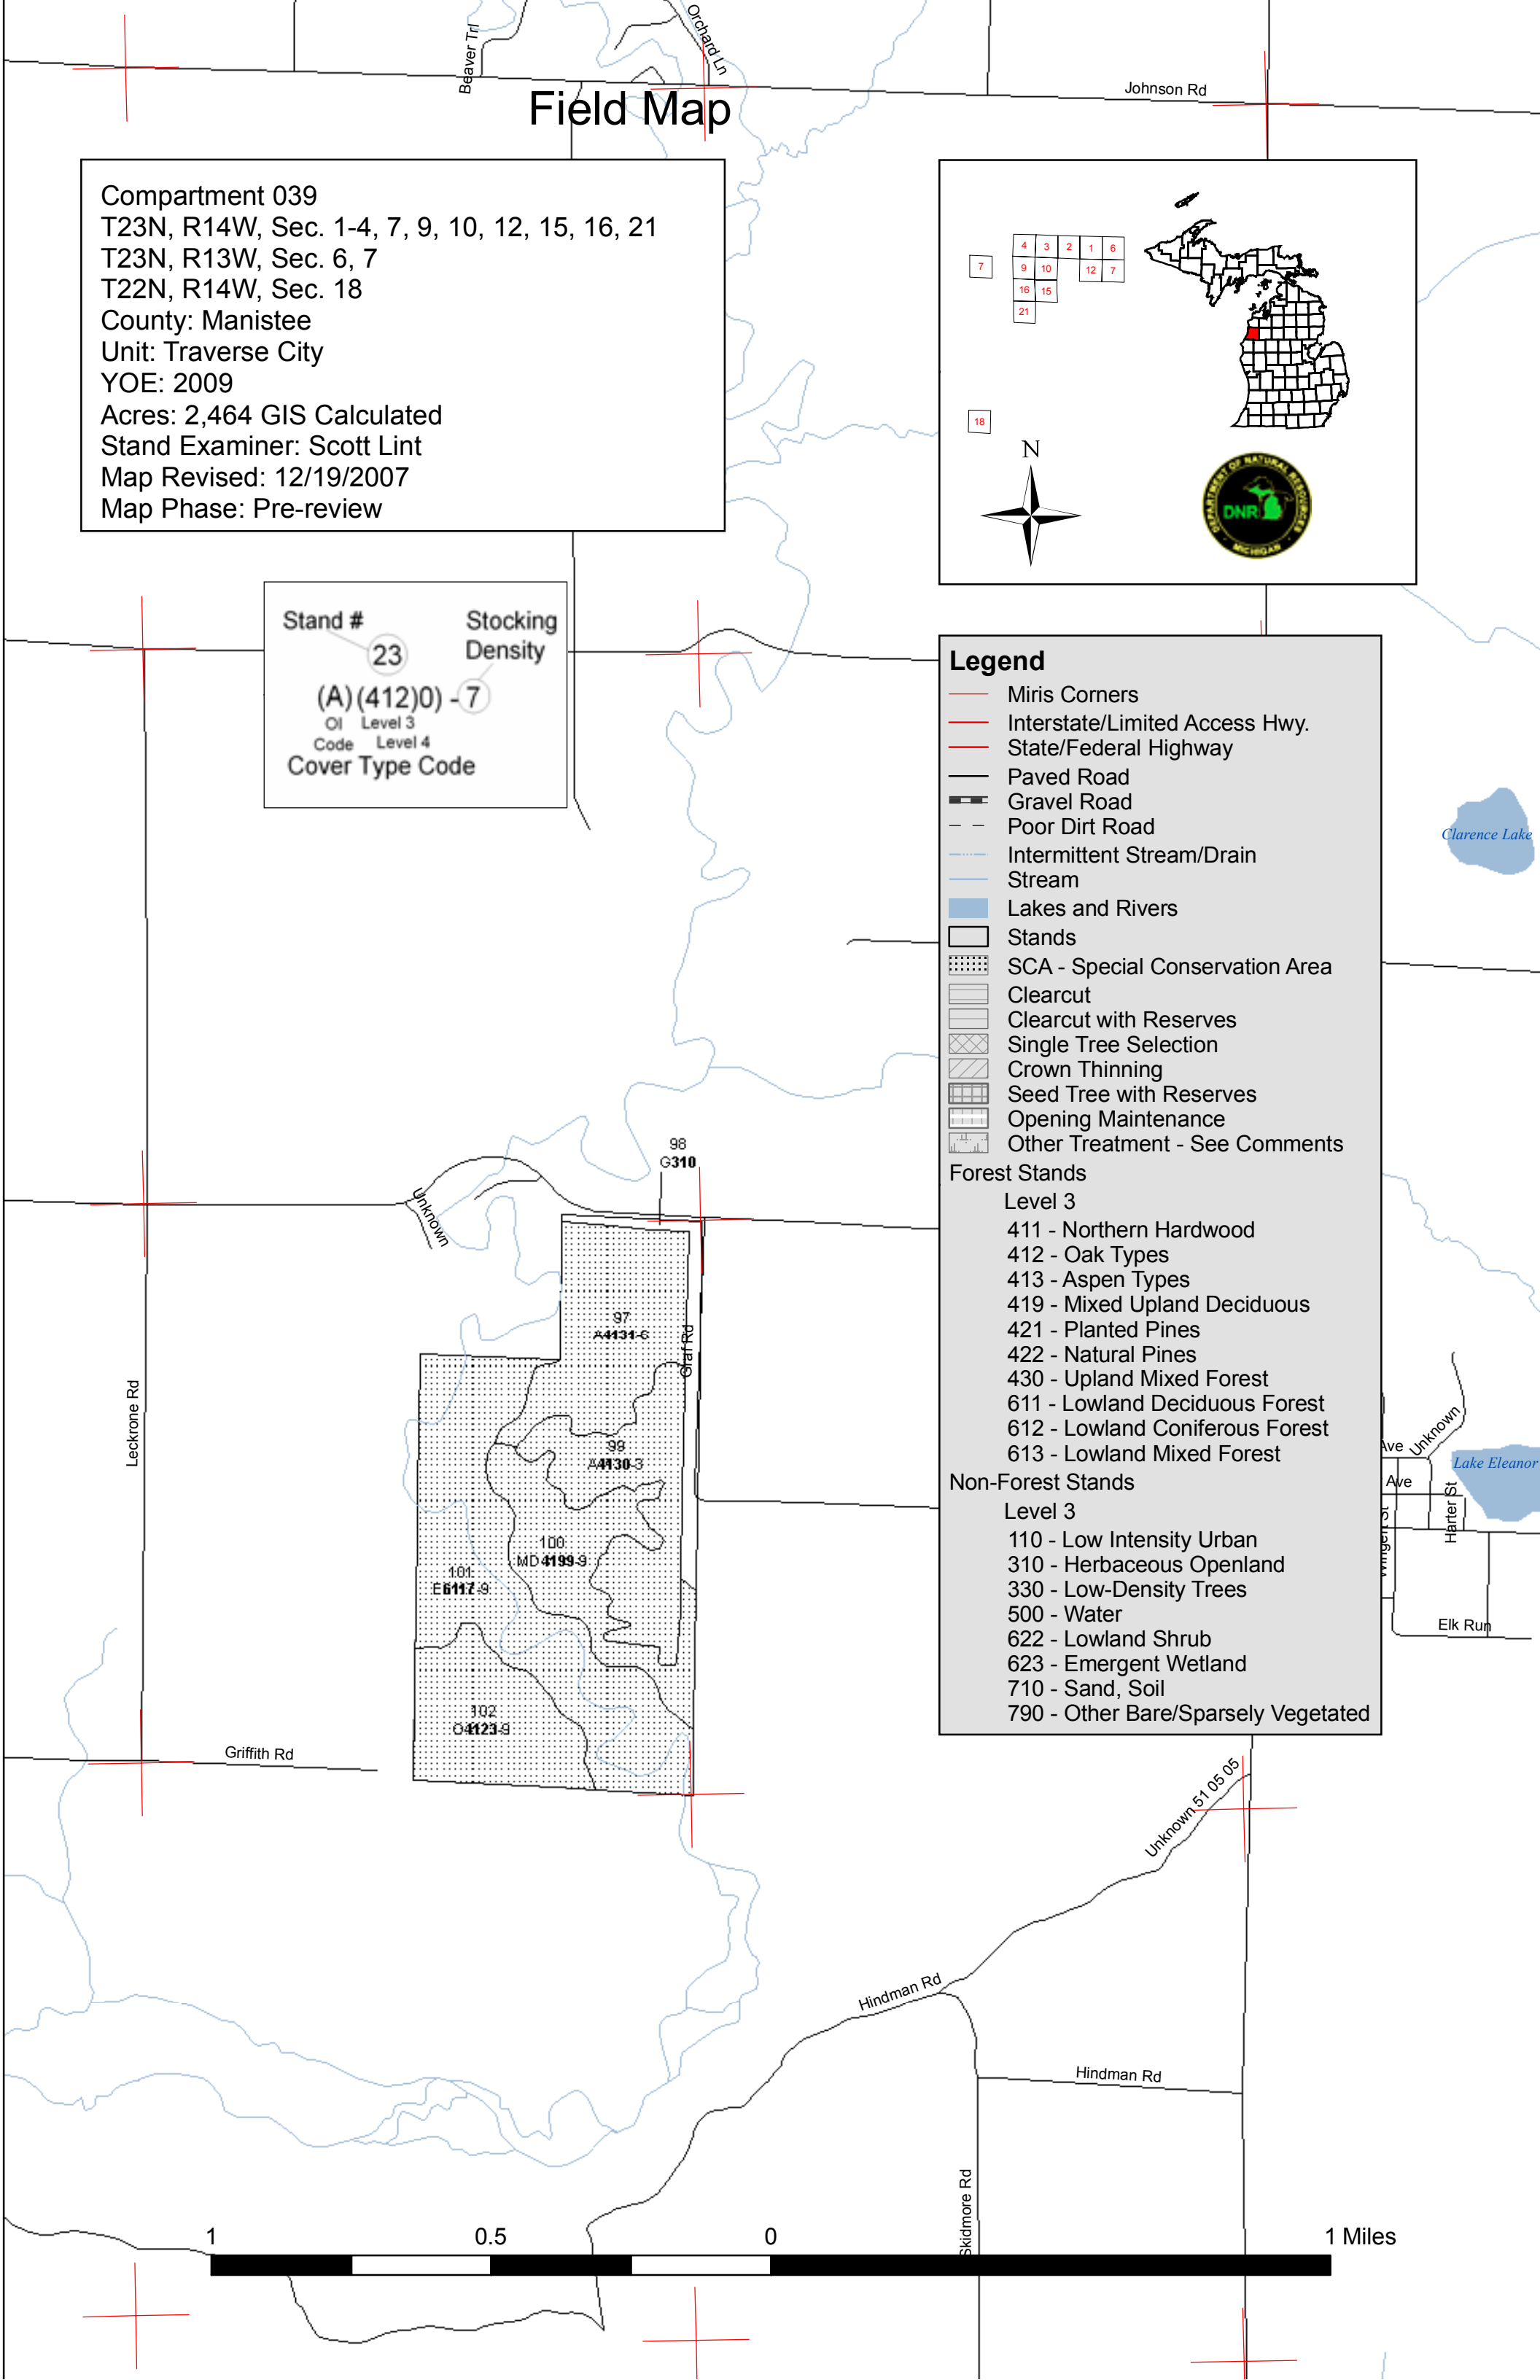 Beaver Trl
Orchard Ln
Johnson Rd
Field Map
Compartment 039
T23N, R14W, Sec. 1-4, 7, 9, 10, 12, 15, 16, 21
T23N, R13W, Sec. 6, 7
T22N, R14W, Sec. 18
County: Manistee
Unit: Traverse City
YOE: 2009
Acres: 2,464 GIS Calculated
Stand Examiner: Scott Lint
Map Revised: 12/19/2007
Map Phase: Pre-review
4 3 2 1 6
7 9 10 12 7
16 15
21
18
N
DEPARTMENT OF NATURAL RESOURCES
DNR
MICHIGAN
Stand # Stocking
23 Density
(A)(412)0) - 7
OI Level 3
Code Level 4
Cover Type Code
Legend
Miris Corners
Interstate/Limited Access Hwy.
State/Federal Highway
Paved Road
Gravel Road
Poor Dirt Road
Intermittent Stream/Drain
Stream
Lakes and Rivers
Stands
SCA - Special Conservation Area
Clearcut
Clearcut with Reserves
Single Tree Selection
Crown Thinning
Seed Tree with Reserves
Opening Maintenance
Other Treatment - See Comments
Forest Stands
Level 3
411 - Northern Hardwood
412 - Oak Types
413 - Aspen Types
419 - Mixed Upland Deciduous
421 - Planted Pines
422 - Natural Pines
430 - Upland Mixed Forest
611 - Lowland Deciduous Forest
612 - Lowland Coniferous Forest
613 - Lowland Mixed Forest
Non-Forest Stands
Level 3
110 - Low Intensity Urban
310 - Herbaceous Openland
330 - Low-Density Trees
500 - Water
622 - Lowland Shrub
623 - Emergent Wetland
710 - Sand, Soil
790 - Other Bare/Sparsely Vegetated
Clarence Lake
98
G310
Unknown
97
A4131-6
Graf Rd
Leckrone Rd
99
A4130-3
100
MD4199-9
101
E6117-9
102
O4123-9
Griffith Rd
Ave
Unknown
Lake Eleanor
Ave
Harter St
Elk Run
Unknown 51 05 05
Hindman Rd
Hindman Rd
Skidmore Rd
1 0.5 0 1 Miles